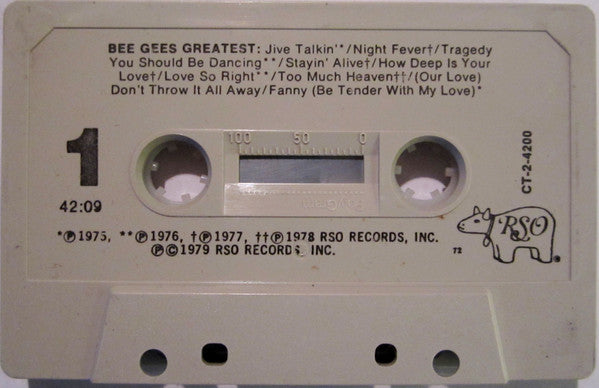 BEE GEES GREATEST: Jive Talkin'*/Night Fever†/Tragedy
You Should Be Dancing**/Stayin' Alive†/How Deep Is Your
Love†/Love So Right**/Too Much Heaven††/(Our Love)
Don't Throw It All Away/Fanny (Be Tender With My Love)*
1
100 50 0
42:09
CT-2-4200
RSO
®
*℗1975, **℗1976, †℗1977, ††℗1978 RSO RECORDS, INC.
℗©1979 RSO RECORDS, INC.
72